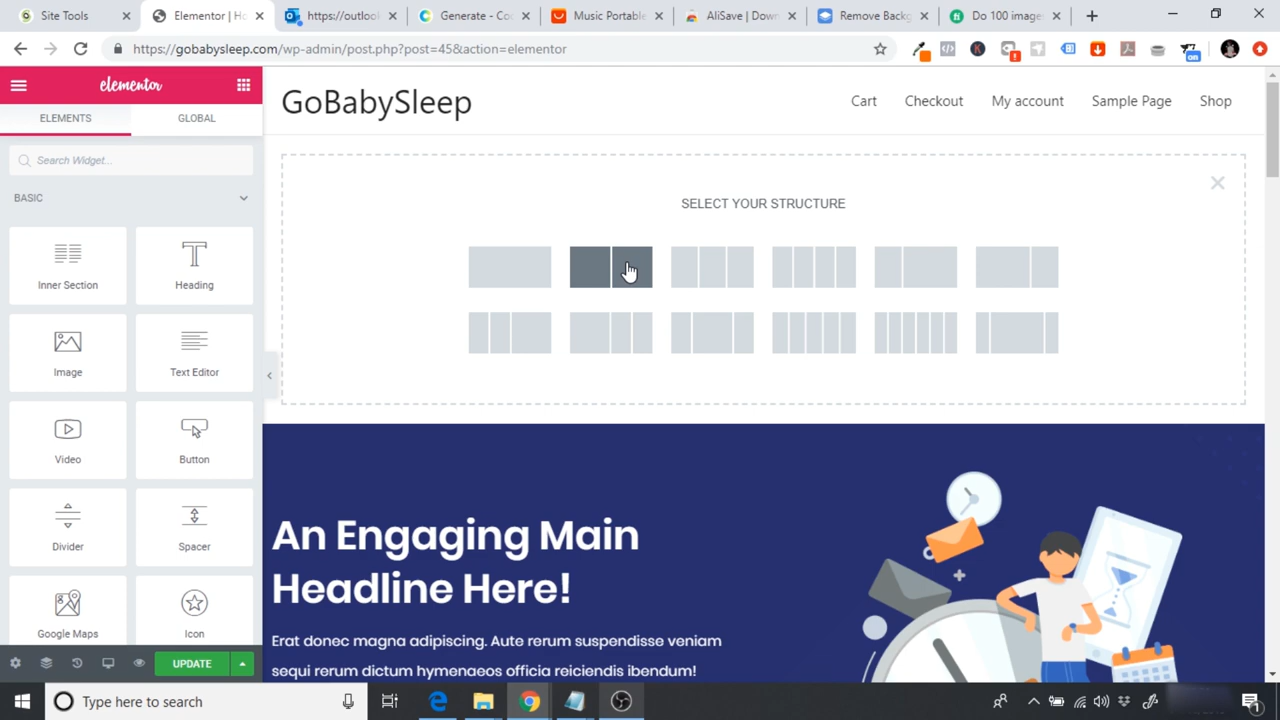 Site Tools
Elementor | Ho
https://outlook
Generate - Coo
Music Portable
AliSave | Down
Remove Backg
Do 100 images
https://gobabysleep.com/wp-admin/post.php?post=45&action=elementor
on
elementor
ELEMENTS
GLOBAL
Search Widget...
BASIC
Inner Section
Heading
Image
Text Editor
Video
Button
Divider
Spacer
Google Maps
Icon
UPDATE
GoBabySleep
Cart
Checkout
My account
Sample Page
Shop
SELECT YOUR STRUCTURE
An Engaging Main
Headline Here!
Erat donec magna adipiscing. Aute rerum suspendisse veniam
sequi rerum dictum hymenaeos officia reiciendis ibendum!
Type here to search